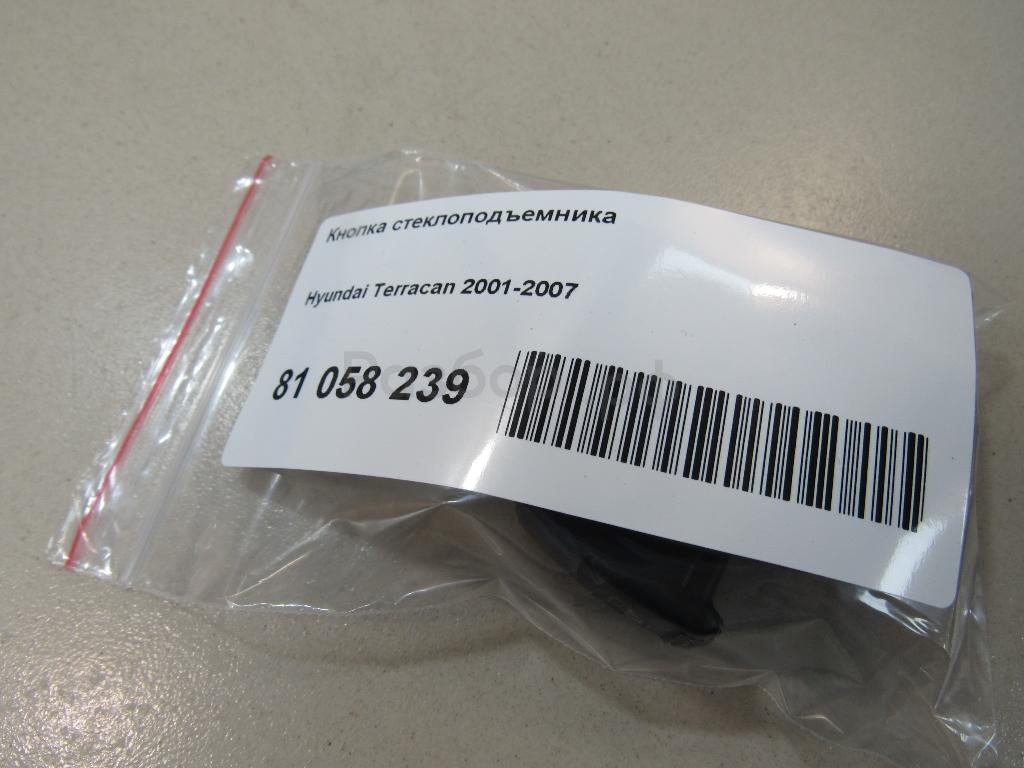 Кнопка стеклоподъемника
Hyundai Terracan 2001-2007
81 058 239